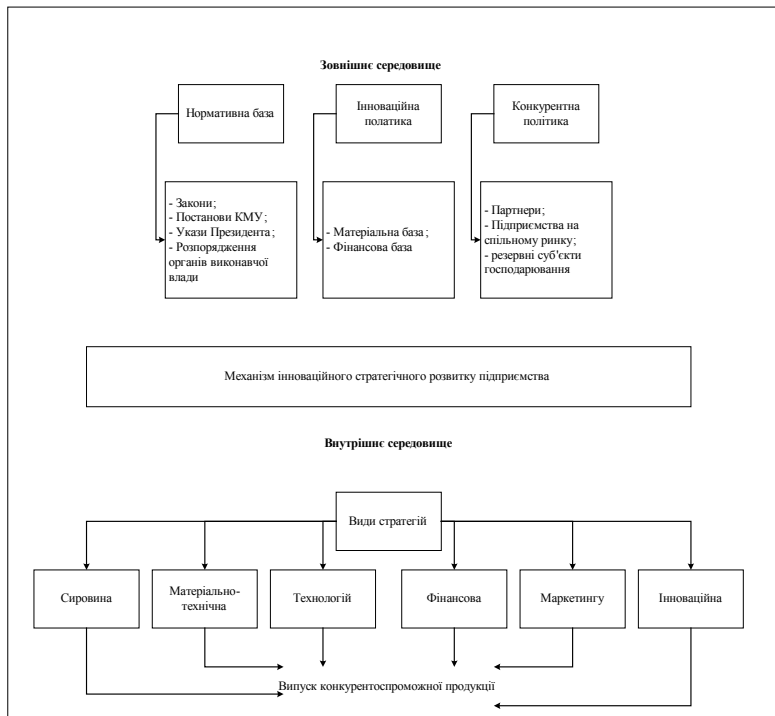 Зовнішнє середовище
Нормативна база
Інноваційна
полатика
Конкурентна
політика
- Закони;
- Постанови КМУ;
- Укази Президента;
- Розпорядження
органів виконавчої
влади
- Матеріальна база;
- Фінансова база
- Партнери;
- Підприємства на
спільному ринку;
- резервні суб'єкти
господарювання
Механізм інноваційного стратегічного розвитку підприємства
Внутрішнє середовище
Види стратегій
Сировина
Матеріально-
технічна
Технологій
Фінансова
Маркетингу
Інноваційна
Випуск конкурентоспроможної продукції